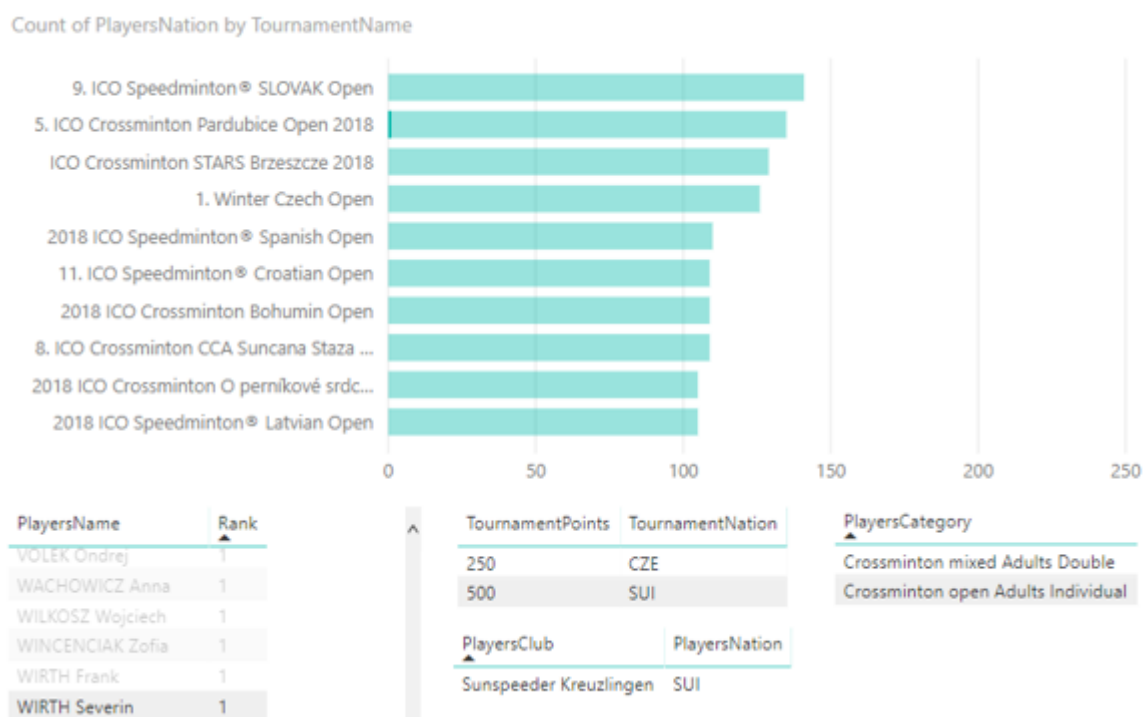 Count of PlayersNation by TournamentName
9. ICO Speedminton® SLOVAK Open
5. ICO Crossminton Pardubice Open 2018
ICO Crossminton STARS Brzeszcze 2018
1. Winter Czech Open
2018 ICO Speedminton® Spanish Open
11. ICO Speedminton® Croatian Open
2018 ICO Crossminton Bohumin Open
8. ICO Crossminton CCA Suncana Staza ...
2018 ICO Crossminton O perníkové srdc...
2018 ICO Speedminton® Latvian Open
0 50 100 150 200 250
PlayersName Rank
VOLEK Ondrej 1
WACHOWICZ Anna 1
WILKOSZ Wojciech 1
WINCENCIAK Zofia 1
WIRTH Frank 1
WIRTH Severin 1
TournamentPoints TournamentNation
250 CZE
500 SUI
PlayersClub PlayersNation
Sunspeeder Kreuzlingen SUI
PlayersCategory
Crossminton mixed Adults Double
Crossminton open Adults Individual